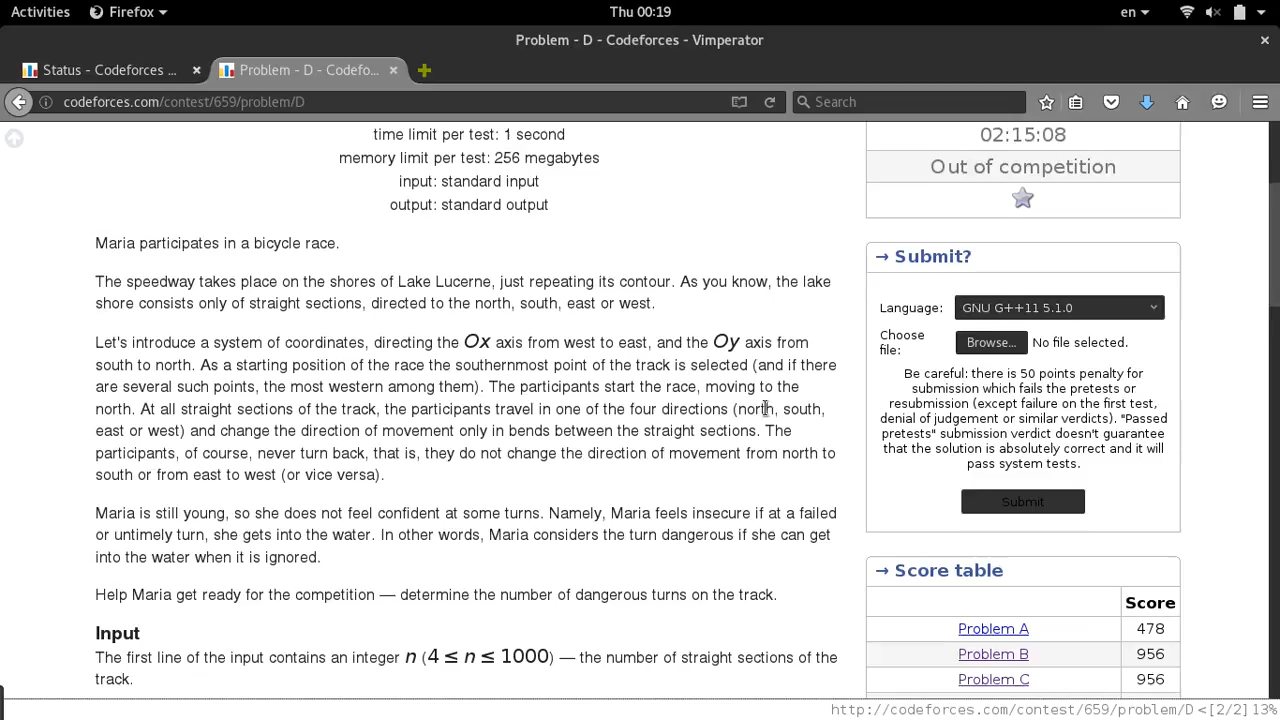 Activities Firefox Thu 00:19 en
Problem - D - Codeforces - Vimperator
Status - Codeforces ... Problem - D - Codefo...
codeforces.com/contest/659/problem/D Search
time limit per test: 1 second
memory limit per test: 256 megabytes
input: standard input
output: standard output
Maria participates in a bicycle race.
The speedway takes place on the shores of Lake Lucerne, just repeating its contour. As you know, the lake
shore consists only of straight sections, directed to the north, south, east or west.
Let's introduce a system of coordinates, directing the Ox axis from west to east, and the Oy axis from
south to north. As a starting position of the race the southernmost point of the track is selected (and if there
are several such points, the most western among them). The participants start the race, moving to the
north. At all straight sections of the track, the participants travel in one of the four directions (north, south,
east or west) and change the direction of movement only in bends between the straight sections. The
participants, of course, never turn back, that is, they do not change the direction of movement from north to
south or from east to west (or vice versa).
Maria is still young, so she does not feel confident at some turns. Namely, Maria feels insecure if at a failed
or untimely turn, she gets into the water. In other words, Maria considers the turn dangerous if she can get
into the water when it is ignored.
Help Maria get ready for the competition — determine the number of dangerous turns on the track.
Input
The first line of the input contains an integer n (4 ≤ n ≤ 1000) — the number of straight sections of the
track.
02:15:08
Out of competition
→ Submit?
Language: GNU G++11 5.1.0
Choose
file: Browse... No file selected.
Be careful: there is 50 points penalty for
submission which fails the pretests or
resubmission (except failure on the first test,
denial of judgement or similar verdicts). "Passed
pretests" submission verdict doesn't guarantee
that the solution is absolutely correct and it will
pass system tests.
Submit
→ Score table
Score
Problem A 478
Problem B 956
Problem C 956
http://codeforces.com/contest/659/problem/D <[2/2] 13%